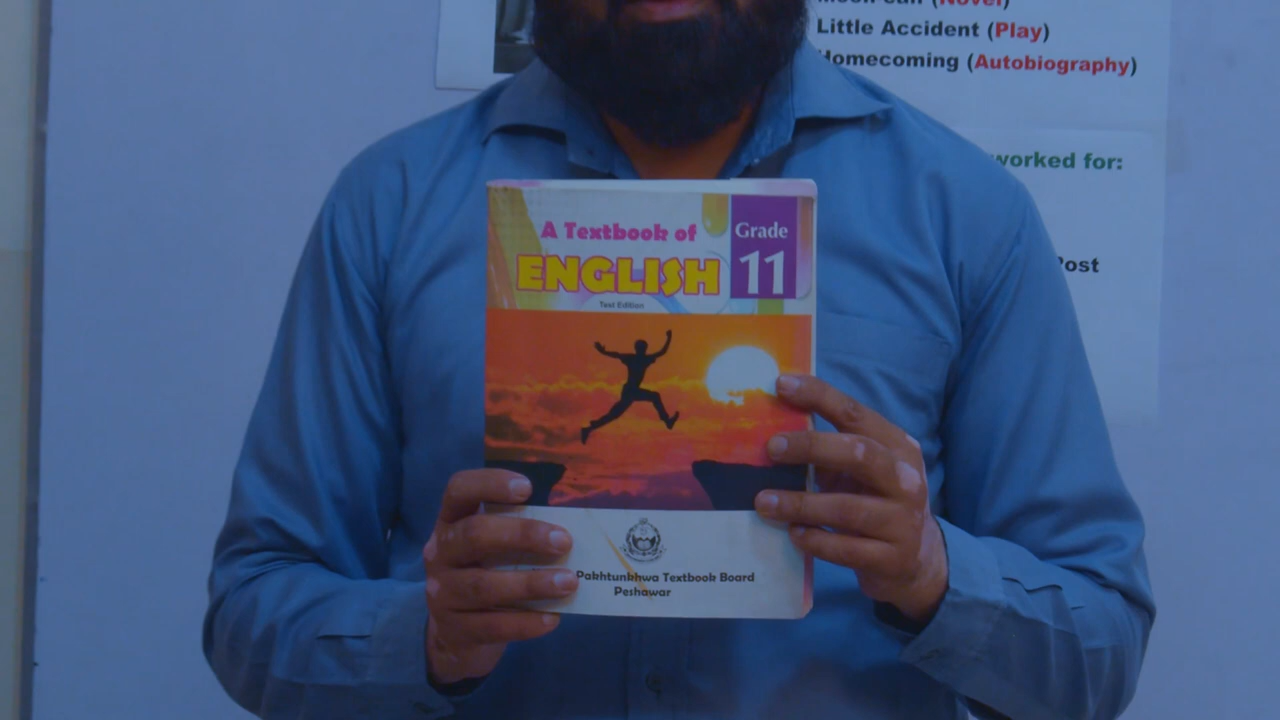 (Novel)
Little Accident (Play)
Homecoming (Autobiography)
worked for:
Post
A Textbook of
ENGLISH
Test Edition
Grade
11
Pakhtunkhwa Textbook Board
Peshawar